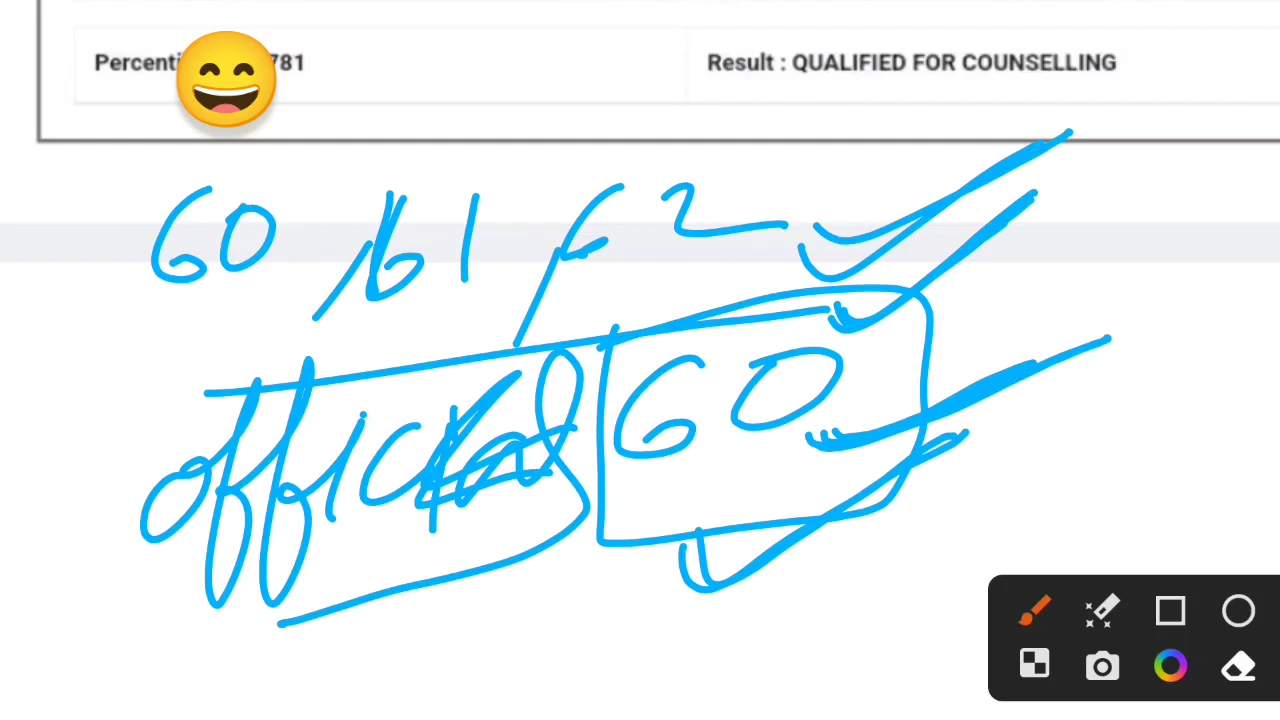 Percenti 781
Result : QUALIFIED FOR COUNSELLING
60 61 62
official 60